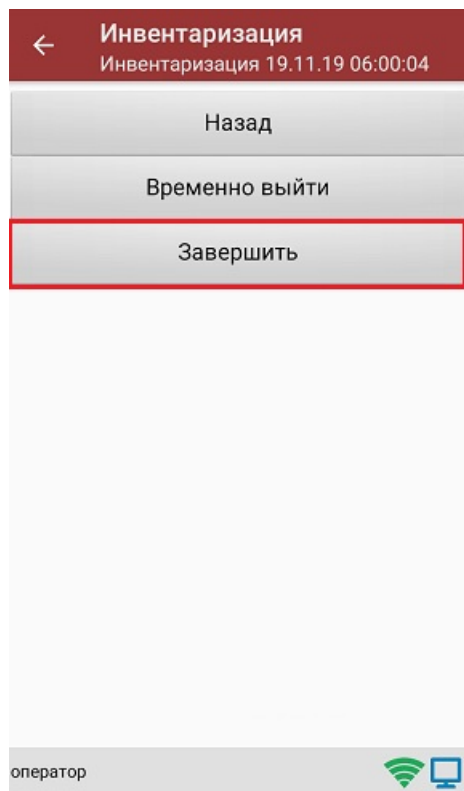 Инвентаризация
Инвентаризация 19.11.19 06:00:04
Назад
Временно выйти
Завершить
оператор